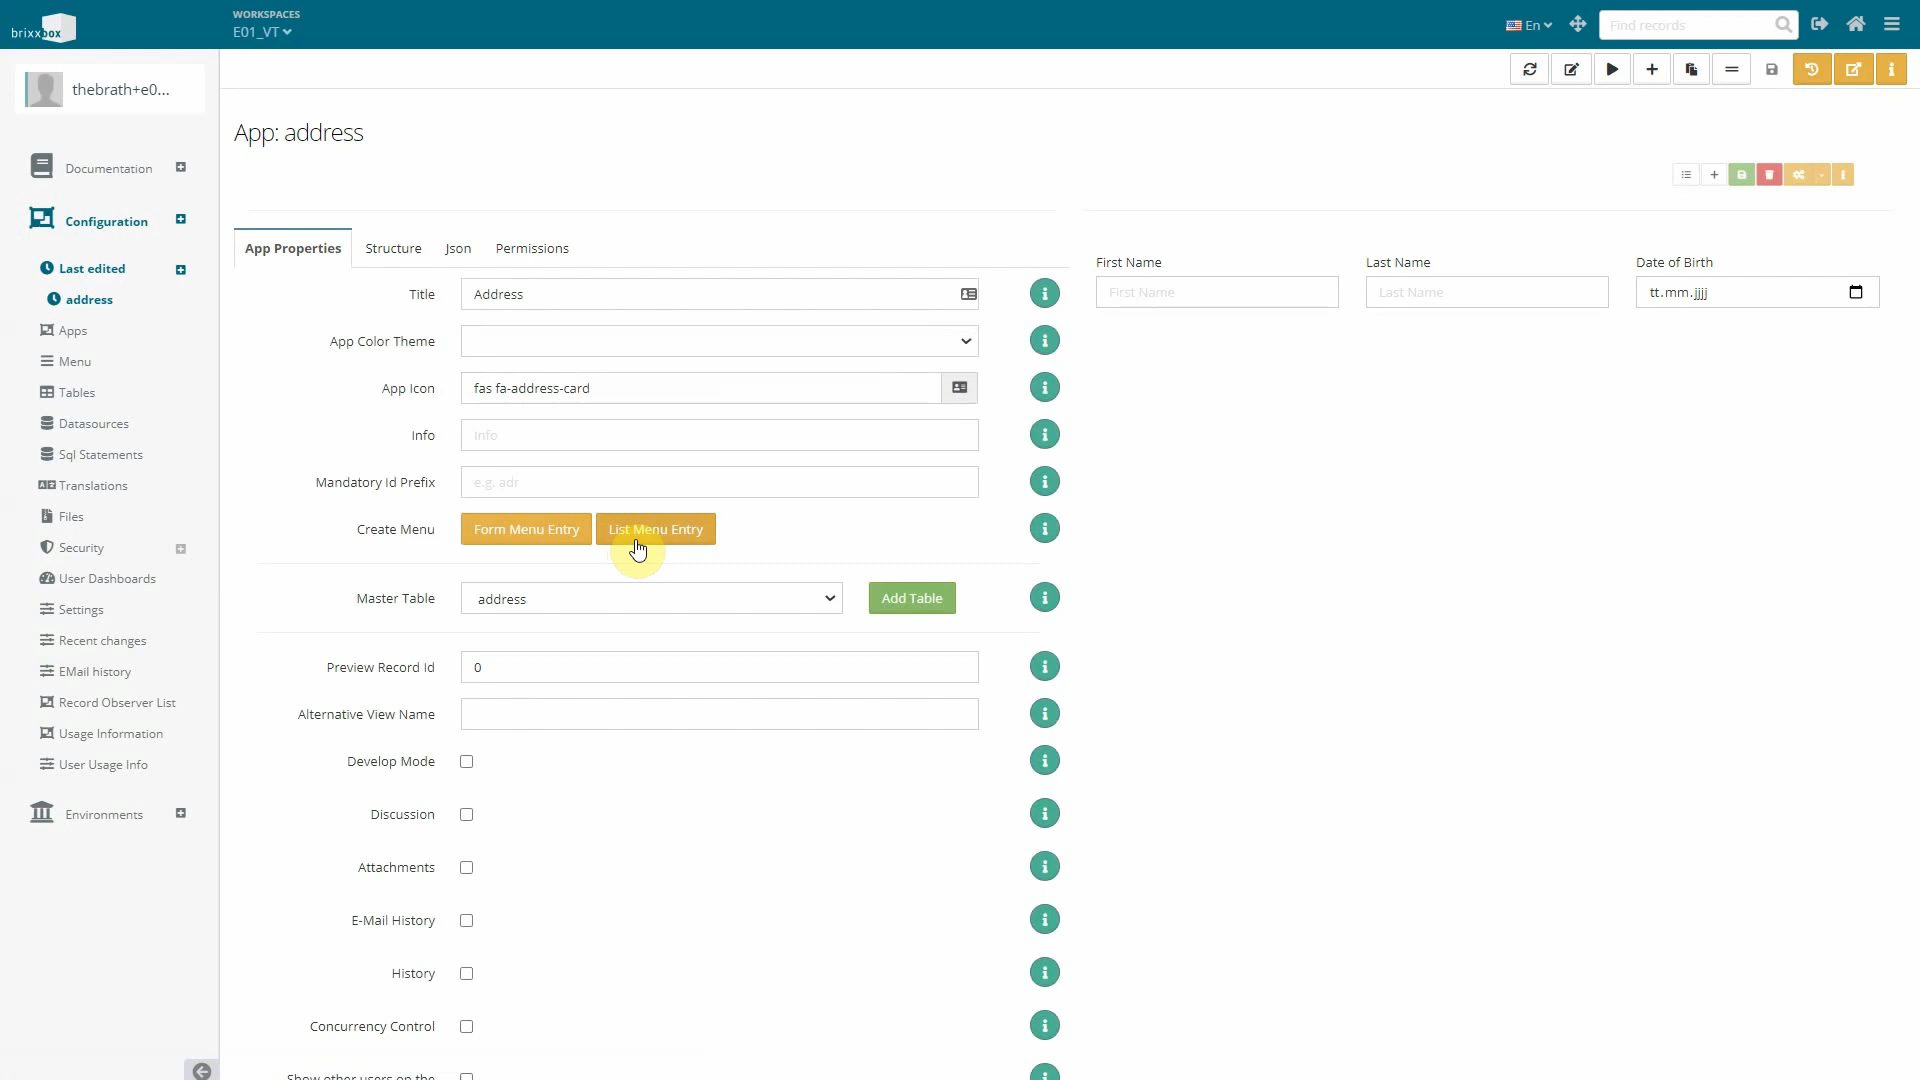 brixxbox
WORKSPACES
E01_VT
En
Find records
thebrath+e0...
App: address
Documentation
Configuration
Last edited
address
Apps
Menu
Tables
Datasources
Sql Statements
Translations
Files
Security
User Dashboards
Settings
Recent changes
EMail history
Record Observer List
Usage Information
User Usage Info
Environments
App Properties Structure Json Permissions
Title Address
App Color Theme
App Icon fas fa-address-card
Info Info
Mandatory Id Prefix e.g. adr
Create Menu Form Menu Entry List Menu Entry
Master Table address Add Table
Preview Record Id 0
Alternative View Name
Develop Mode
Discussion
Attachments
E-Mail History
History
Concurrency Control
Show other users on the
First Name Last Name Date of Birth
First Name Last Name tt.mm.jjjj